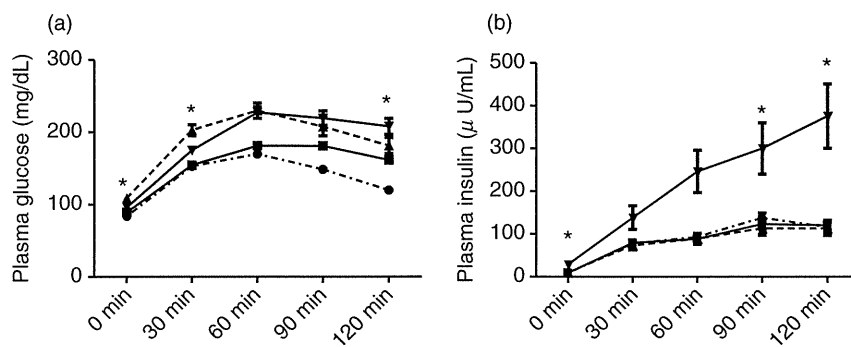 (a)
Plasma glucose (mg/dL)
300
200
100
0
*
*
*
0 min
30 min
60 min
90 min
120 min
(b)
Plasma insulin (μ U/mL)
500
400
300
200
100
0
*
*
*
0 min
30 min
60 min
90 min
120 min